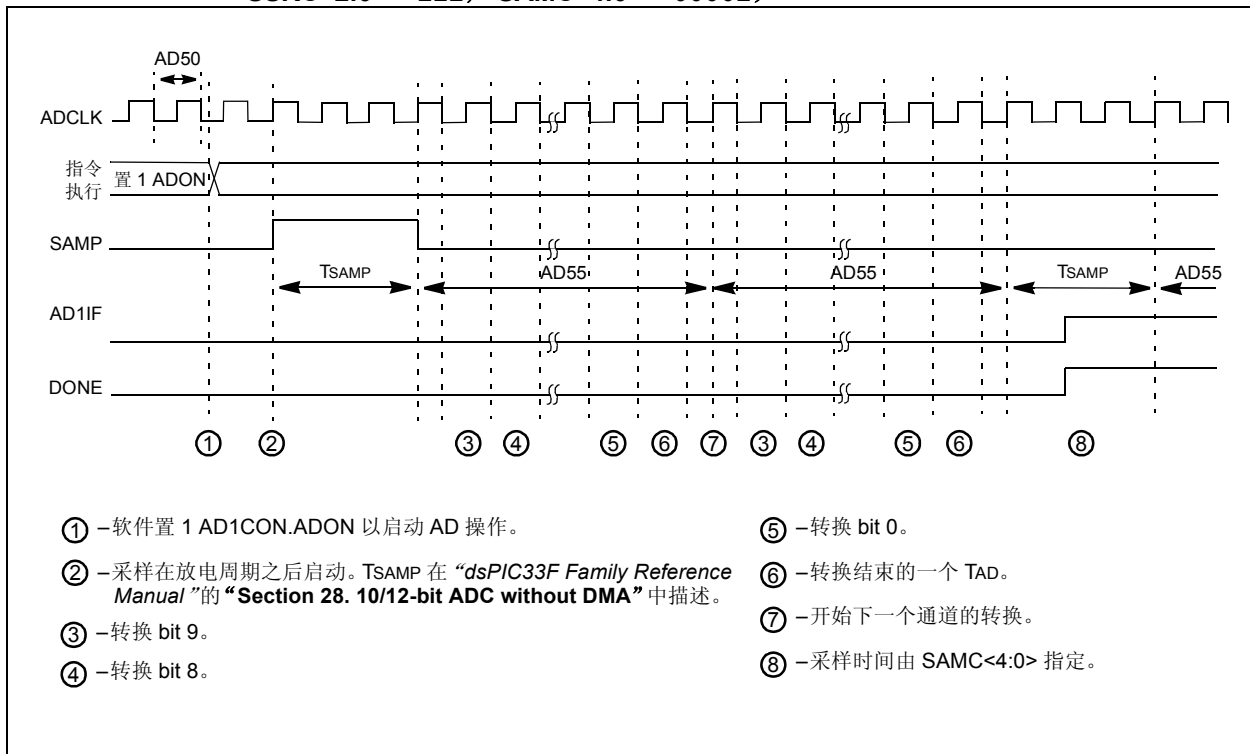 AD50
ADCLK
指令
执行
置 1 ADON
SAMP
TSAMP AD55 AD55 TSAMP AD55
AD1IF
DONE
① ② ③ ④ ⑤ ⑥ ⑦ ③ ④ ⑤ ⑥ ⑧
① –软件置 1 AD1CON.ADON 以启动 AD 操作。
② –采样在放电周期之后启动。TSAMP 在 “dsPIC33F Family Reference
Manual ”的 “Section 28. 10/12-bit ADC without DMA” 中描述。
③ –转换 bit 9。
④ –转换 bit 8。
⑤ –转换 bit 0。
⑥ –转换结束的一个 TAD。
⑦ –开始下一个通道的转换。
⑧ –采样时间由 SAMC<4:0> 指定。